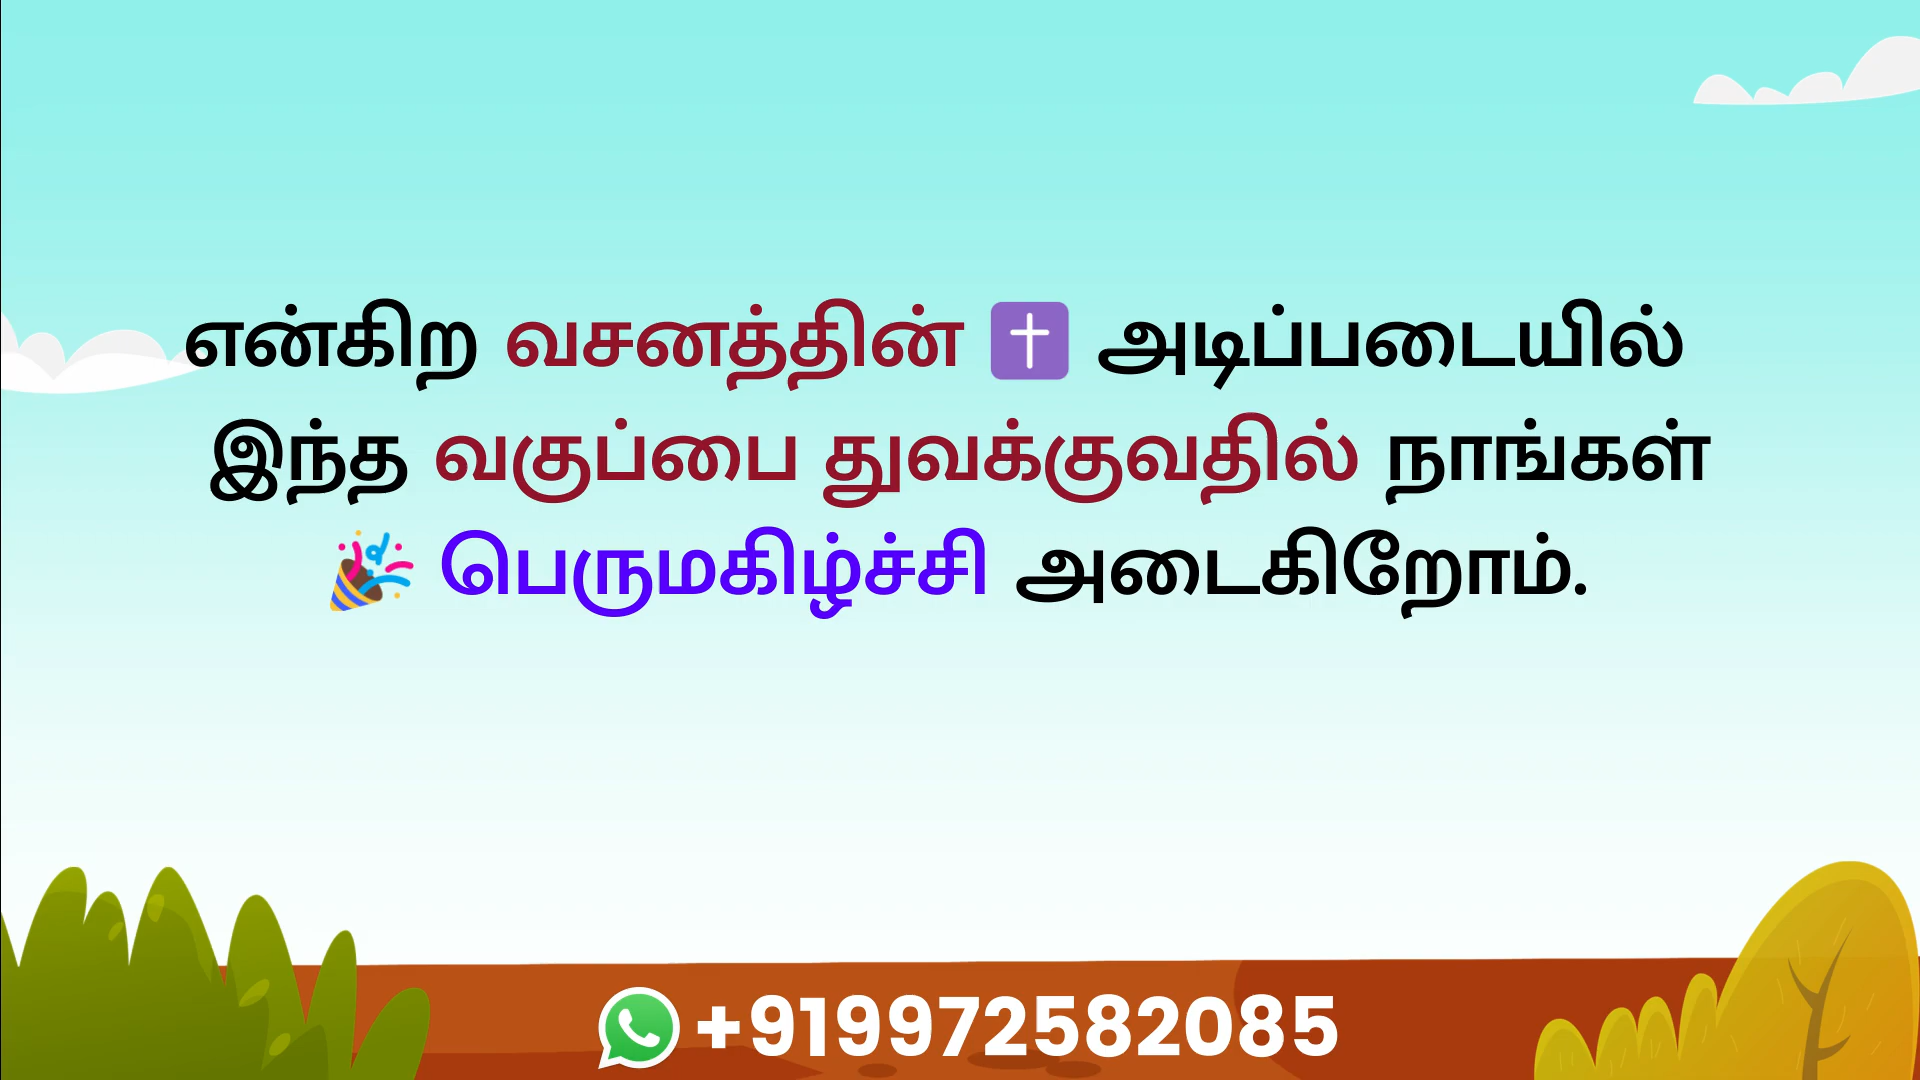 என்கிற வசனத்தின் ✝️ அடிப்படையில்
இந்த வகுப்பை துவக்குவதில் நாங்கள்
🎉 பெருமகிழ்ச்சி அடைகிறோம்.
+919972582085